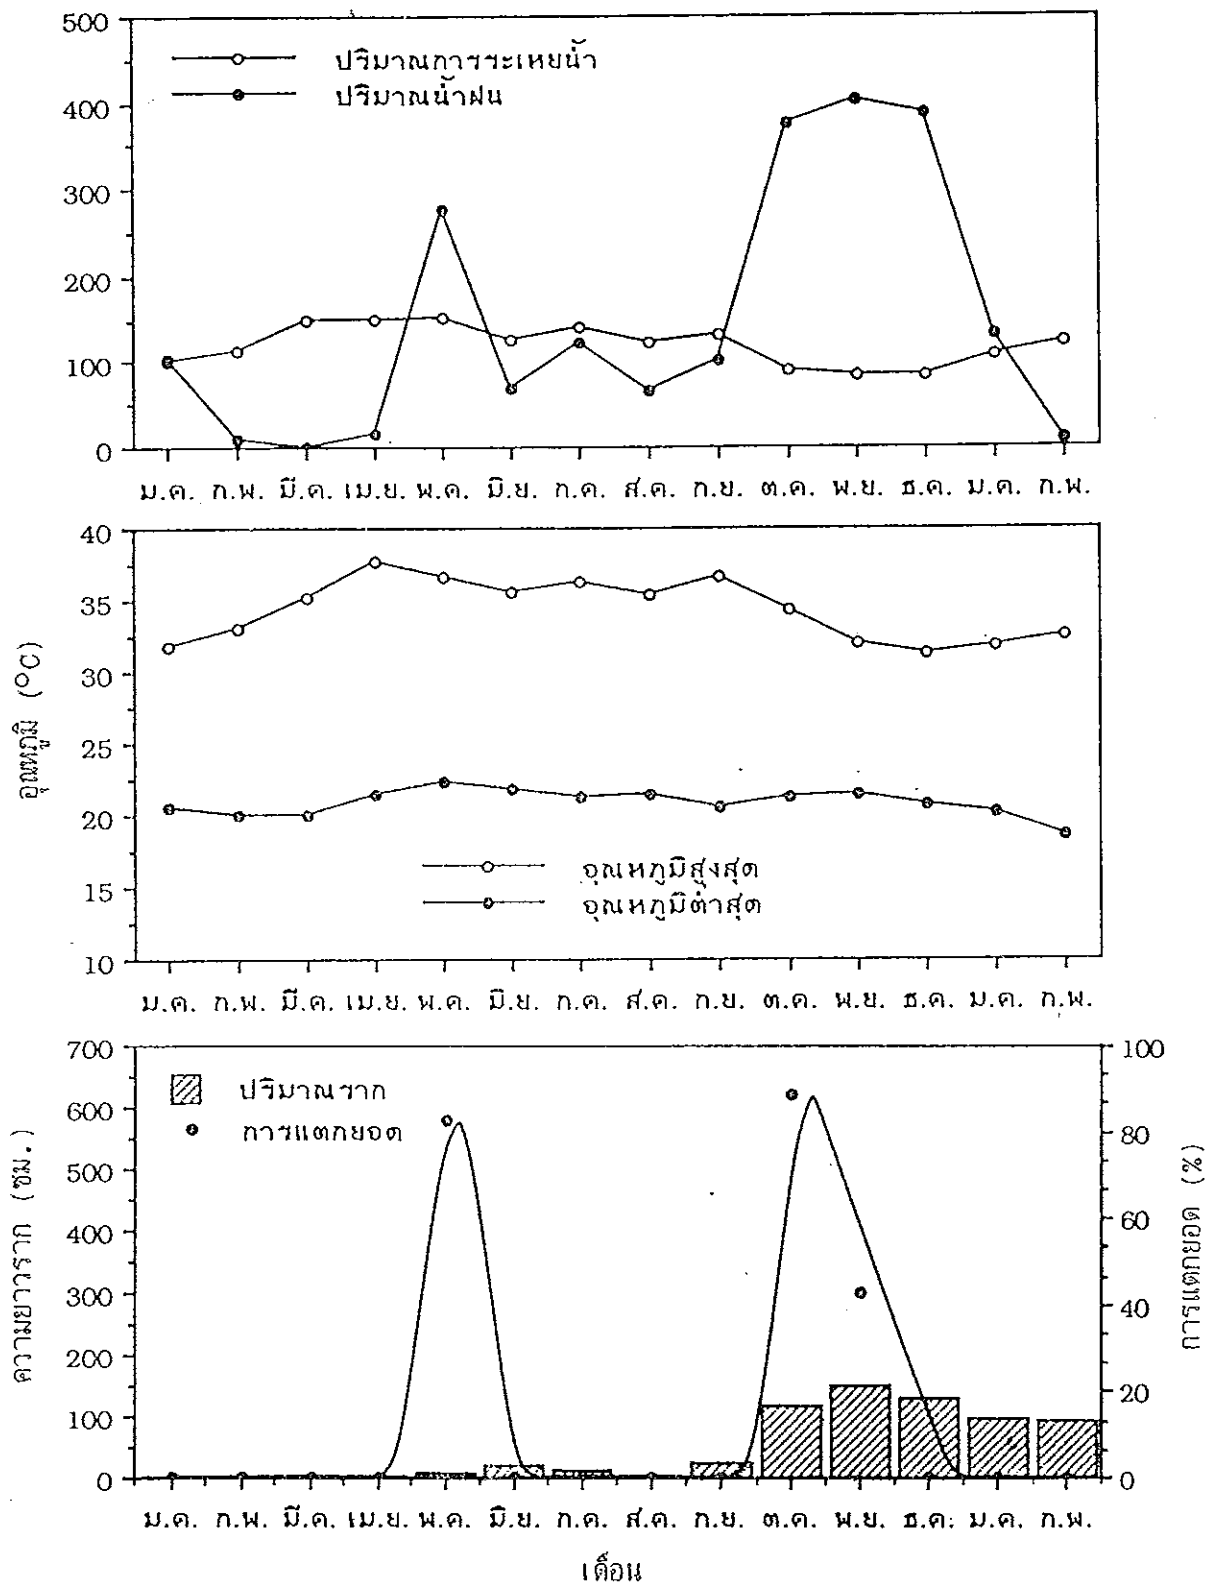 500
400
300
200
100
0
ปริมาณการระเหยน้ำ
ปริมาณน้ำฝน
ม.ค. ก.พ. มี.ค. เม.ย. พ.ค. มิ.ย. ก.ค. ส.ค. ก.ย. ต.ค. พ.ย. ธ.ค. ม.ค. ก.พ.
40
35
30
25
20
15
10
อุณหภูมิ (°C)
อุณหภูมิสูงสุด
อุณหภูมิต่ำสุด
ม.ค. ก.พ. มี.ค. เม.ย. พ.ค. มิ.ย. ก.ค. ส.ค. ก.ย. ต.ค. พ.ย. ธ.ค. ม.ค. ก.พ.
700
600
500
400
300
200
100
0
ความยาวราก (ซม.)
ปริมาณราก
การแตกยอด
100
80
60
40
20
0
การแตกยอด (%)
ม.ค. ก.พ. มี.ค. เม.ย. พ.ค. มิ.ย. ก.ค. ส.ค. ก.ย. ต.ค. พ.ย. ธ.ค. ม.ค. ก.พ.
เดือน